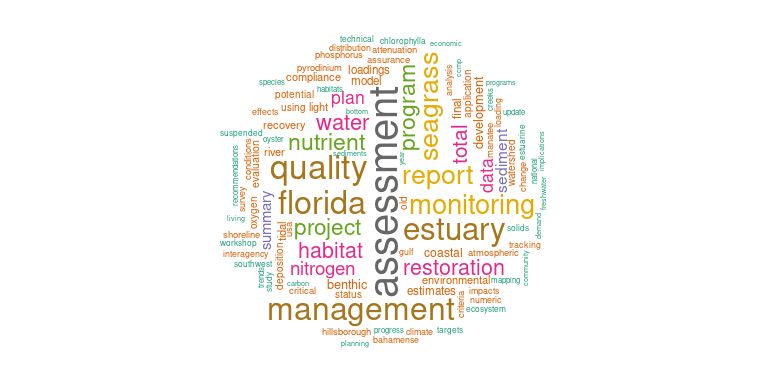 technical
chlorophylla
economic
distribution
attenuation
phosphorus
assurance
pyrodinium
loadings
compliance
model
species
habitats
potential
plan
bottom
effects
using light
recovery
water
suspended
oyster
nutrient
river
sediments
quality
florida
project
habitat
nitrogen
benthic
status
management
assessment
program
seagrass
analysis
ccmp
application
development
programs
creeks
loading
update
final
total
manatee
data
sediment
watershed
estuarine
change
national
implications
freshwater
demand
year
report
old
monitoring
estuary
solids
tracking
gulf
coastal
atmospheric
community
restoration
environmental
mapping
estimates
impacts
numeric
criteria
ecosystem
recommendations
conditions
evaluation
survey
oxygen
living
summary
tidal
usa
shoreline
workshop
interagency
deposition
southwest
trends
study
carbon
critical
hillsborough
progress
climate
targets
bahamense
planning